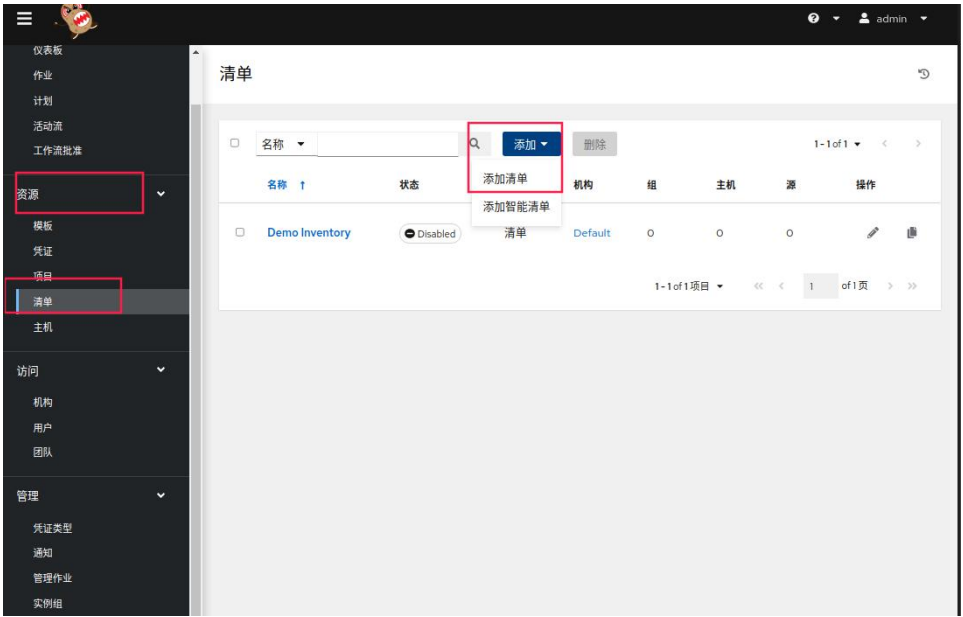 admin
仪表板
作业
计划
活动流
工作流批准
资源
模板
凭证
项目
清单
主机
访问
机构
用户
团队
管理
凭证类型
通知
管理作业
实例组
清单
名称 添加 删除 1-1 of 1
添加清单
添加智能清单
名称 ↑ 状态 机构 组 主机 源 操作
Demo Inventory Disabled 清单 Default 0 0 0
1-1 of 1 项目 1 of 1 页